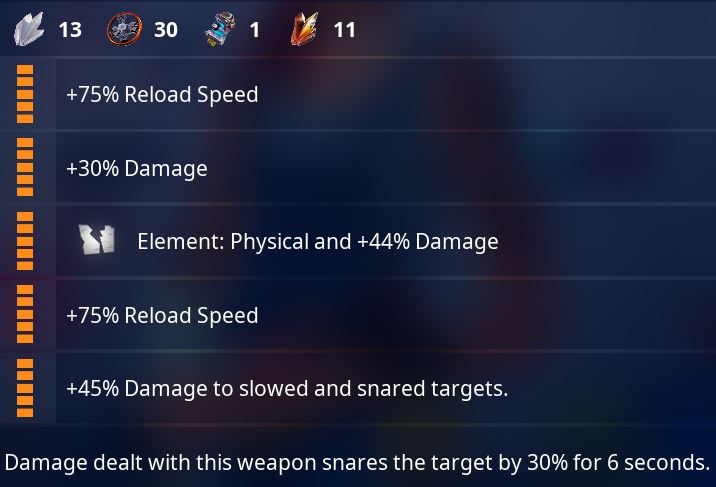 13 30 1 11
+75% Reload Speed
+30% Damage
Element: Physical and +44% Damage
+75% Reload Speed
+45% Damage to slowed and snared targets.
Damage dealt with this weapon snares the target by 30% for 6 seconds.